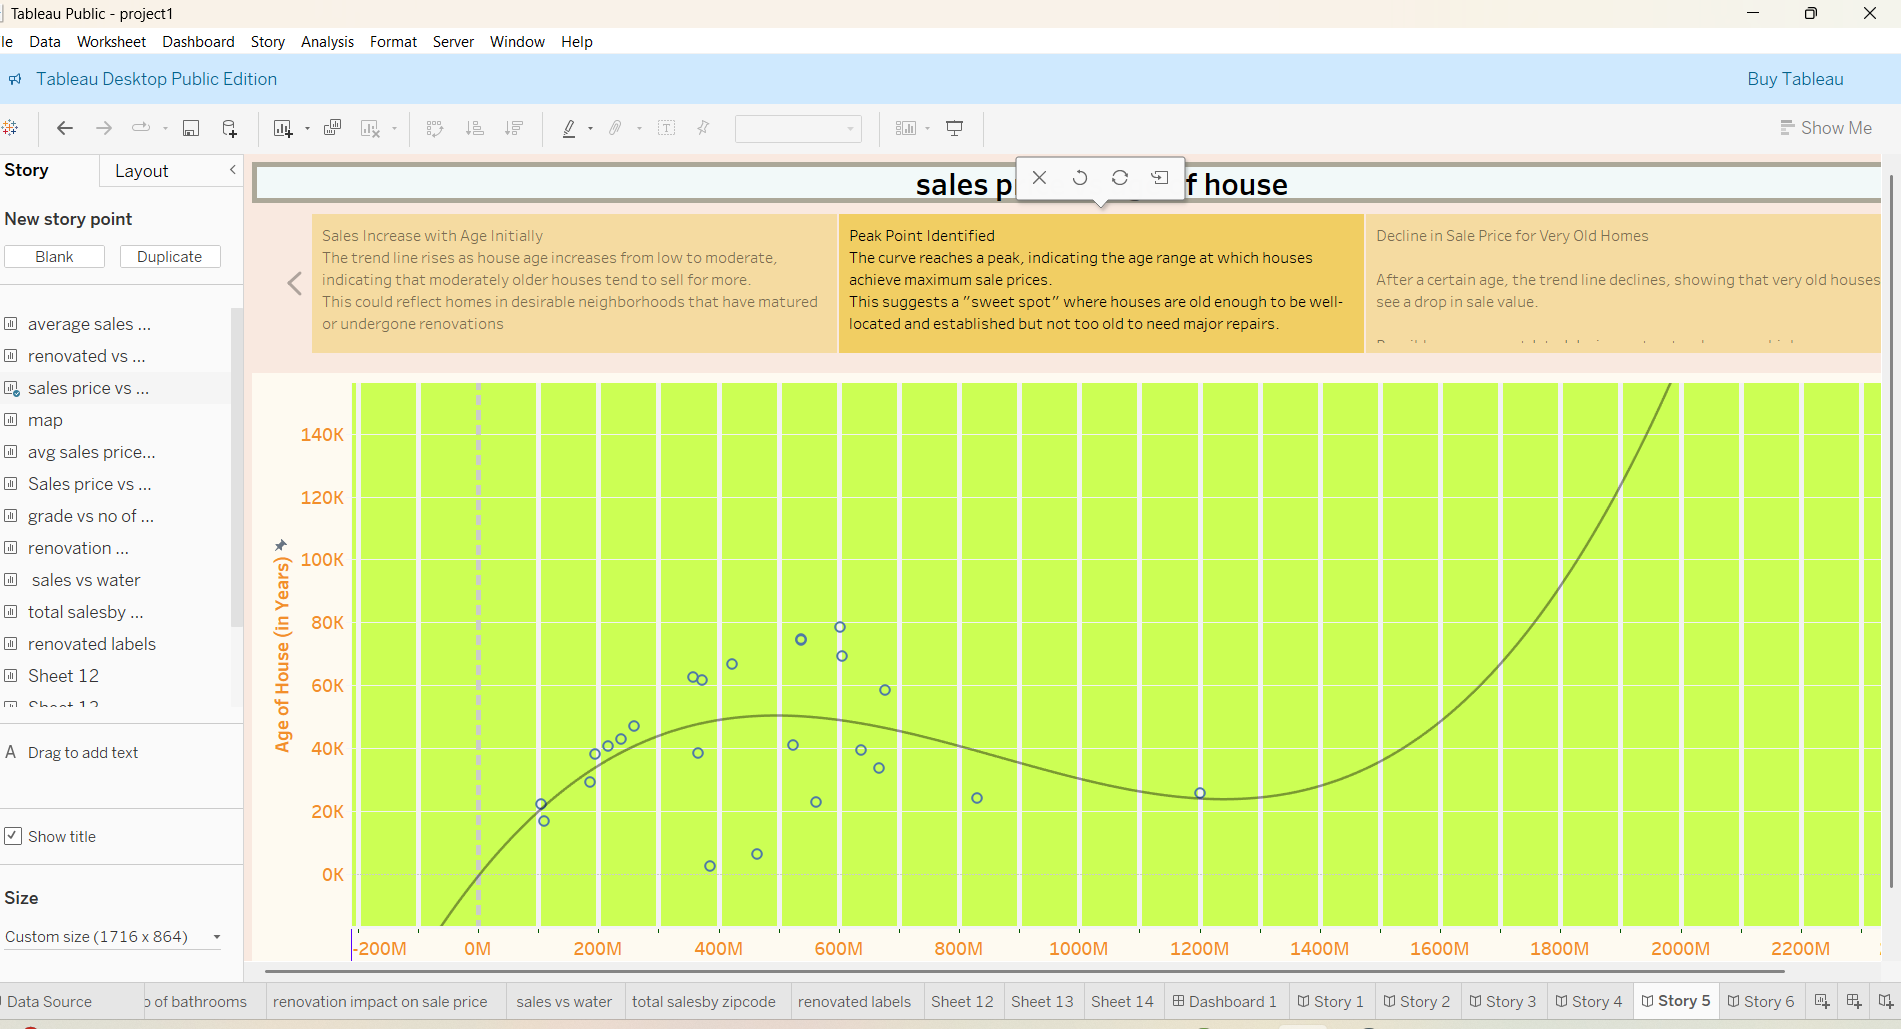 Tableau Public - project1
le Data Worksheet Dashboard Story Analysis Format Server Window Help
Tableau Desktop Public Edition
Buy Tableau
Show Me
Story
Layout
New story point
Blank
Duplicate
average sales ...
renovated vs ...
sales price vs ...
map
avg sales price...
Sales price vs ...
grade vs no of ...
renovation ...
sales vs water
total salesby ...
renovated labels
Sheet 12
Sheet 13
A Drag to add text
Show title
Size
Custom size (1716 x 864)
sales p
f house
Sales Increase with Age Initially
The trend line rises as house age increases from low to moderate,
indicating that moderately older houses tend to sell for more.
This could reflect homes in desirable neighborhoods that have matured
or undergone renovations
Peak Point Identified
The curve reaches a peak, indicating the age range at which houses
achieve maximum sale prices.
This suggests a "sweet spot" where houses are old enough to be well-
located and established but not too old to need major repairs.
Decline in Sale Price for Very Old Homes
After a certain age, the trend line declines, showing that very old houses
see a drop in sale value.
Age of House (in Years)
140K
120K
100K
80K
60K
40K
20K
0K
-200M 0M 200M 400M 600M 800M 1000M 1200M 1400M 1600M 1800M 2000M 2200M
Data Source
o of bathrooms
renovation impact on sale price
sales vs water
total salesby zipcode
renovated labels
Sheet 12
Sheet 13
Sheet 14
Dashboard 1
Story 1
Story 2
Story 3
Story 4
Story 5
Story 6